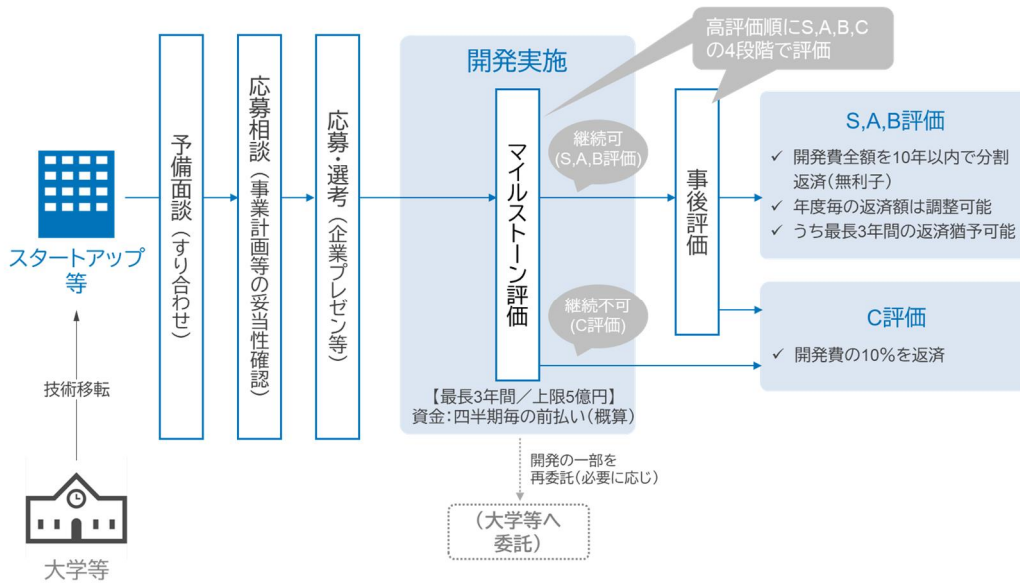 スタートアップ
等
技術移転
大学等
予備面談（すり合わせ）
応募相談（事業計画等の妥当性確認）
応募・選考（企業プレゼン等）
開発実施
マイルストーン評価
【最長3年間／上限5億円】
資金：四半期毎の前払い（概算）
開発の一部を
再委託（必要に応じ）
（大学等へ
委託）
高評価順にS,A,B,C
の4段階で評価
継続可
(S,A,B評価)
継続不可
(C評価)
事後評価
S,A,B評価
✓ 開発費全額を10年以内で分割
返済（無利子）
✓ 年度毎の返済額は調整可能
✓ うち最長3年間の返済猶予可能
C評価
✓ 開発費の10％を返済